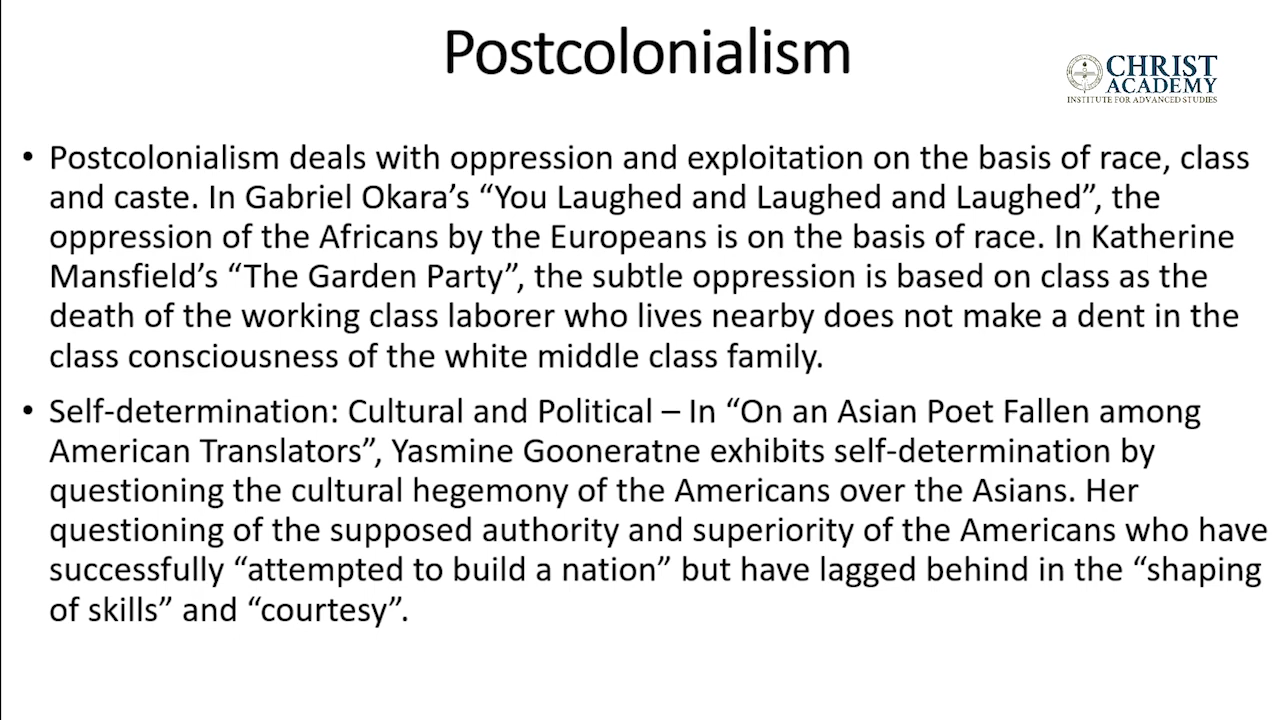 Postcolonialism
CHRIST
ACADEMY
INSTITUTE FOR ADVANCED STUDIES
• Postcolonialism deals with oppression and exploitation on the basis of race, class
and caste. In Gabriel Okara’s “You Laughed and Laughed and Laughed”, the
oppression of the Africans by the Europeans is on the basis of race. In Katherine
Mansfield’s “The Garden Party”, the subtle oppression is based on class as the
death of the working class laborer who lives nearby does not make a dent in the
class consciousness of the white middle class family.
• Self-determination: Cultural and Political – In “On an Asian Poet Fallen among
American Translators”, Yasmine Gooneratne exhibits self-determination by
questioning the cultural hegemony of the Americans over the Asians. Her
questioning of the supposed authority and superiority of the Americans who have
successfully “attempted to build a nation” but have lagged behind in the “shaping
of skills” and “courtesy”.